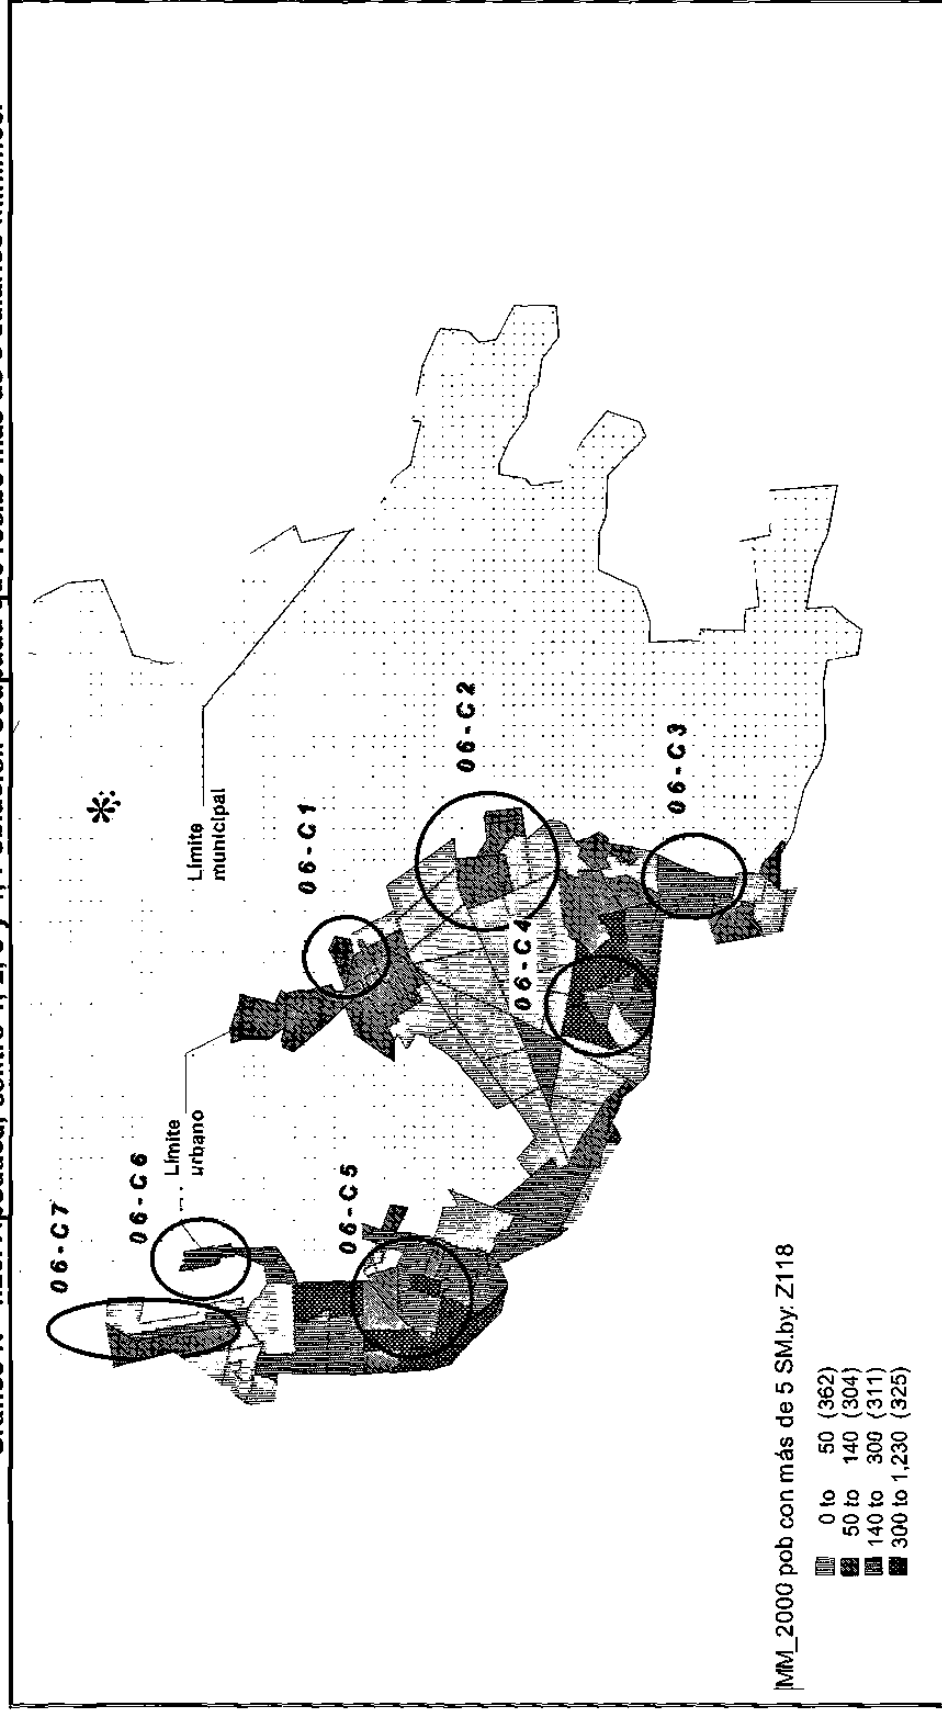 06-C7
06-C6
Límite
urbano
06-C5
Límite
municipal
06-C1
06-C2
06-C4
06-C3
MM_2000 pob con más de 5 SM.by: Z118
0 to 50 (362)
50 to 140 (304)
140 to 300 (311)
300 to 1,230 (325)